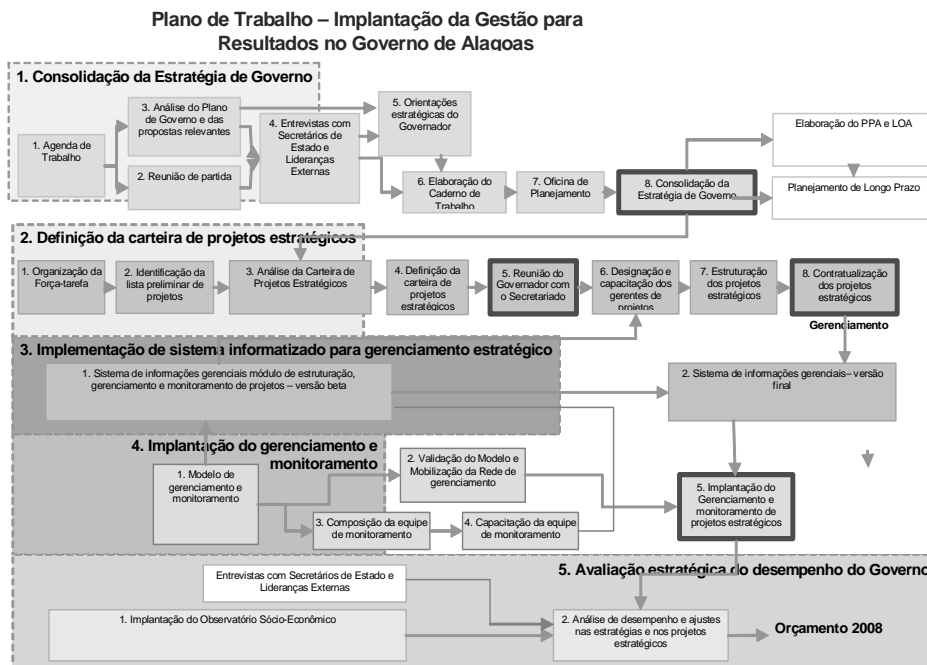 Plano de Trabalho – Implantação da Gestão para
Resultados no Governo de Alagoas
1. Consolidação da Estratégia de Governo
1. Agenda de
Trabalho
3. Análise do Plano
de Governo e das
propostas relevantes
2. Reunião de partida
4. Entrevistas com
Secretários de
Estado e
Lideranças
Externas
5. Orientações
estratégicas do
Governador
6. Elaboração do
Caderno de
Trabalho
7. Oficina de
Planejamento
8. Consolidação da
Estratégia de Governo
Elaboração do PPA e LOA
Planejamento de Longo Prazo
2. Definição da carteira de projetos estratégicos
1. Organização da
Força-tarefa
2. Identificação da
lista preliminar de
projetos
3. Análise da Carteira de
Projetos Estratégicos
4. Definição da
carteira de
projetos
estratégicos
5. Reunião do
Governador com
o Secretariado
6. Designação e
capacitação dos
gerentes de
projetos
7. Estruturação
dos projetos
estratégicos
8. Contratualização
dos projetos
estratégicos
Gerenciamento
3. Implementação de sistema informatizado para gerenciamento estratégico
1. Sistema de informações gerenciais módulo de estruturação,
gerenciamento e monitoramento de projetos – versão beta
2. Sistema de informações gerenciais– versão
final
4. Implantação do gerenciamento e
monitoramento
1. Modelo de
gerenciamento e
monitoramento
2. Validação do Modelo e
Mobilização da Rede de
gerenciamento
3. Composição da equipe
de monitoramento
4. Capacitação da equipe
de monitoramento
5. Implantação do
Gerenciamento e
monitoramento de
projetos estratégicos
5. Avaliação estratégica do desempenho do Governo
Entrevistas com Secretários de Estado e
Lideranças Externas
1. Implantação do Observatório Sócio-Econômico
2. Análise de desempenho e ajustes
nas estratégias e nos projetos
estratégicos
Orçamento 2008